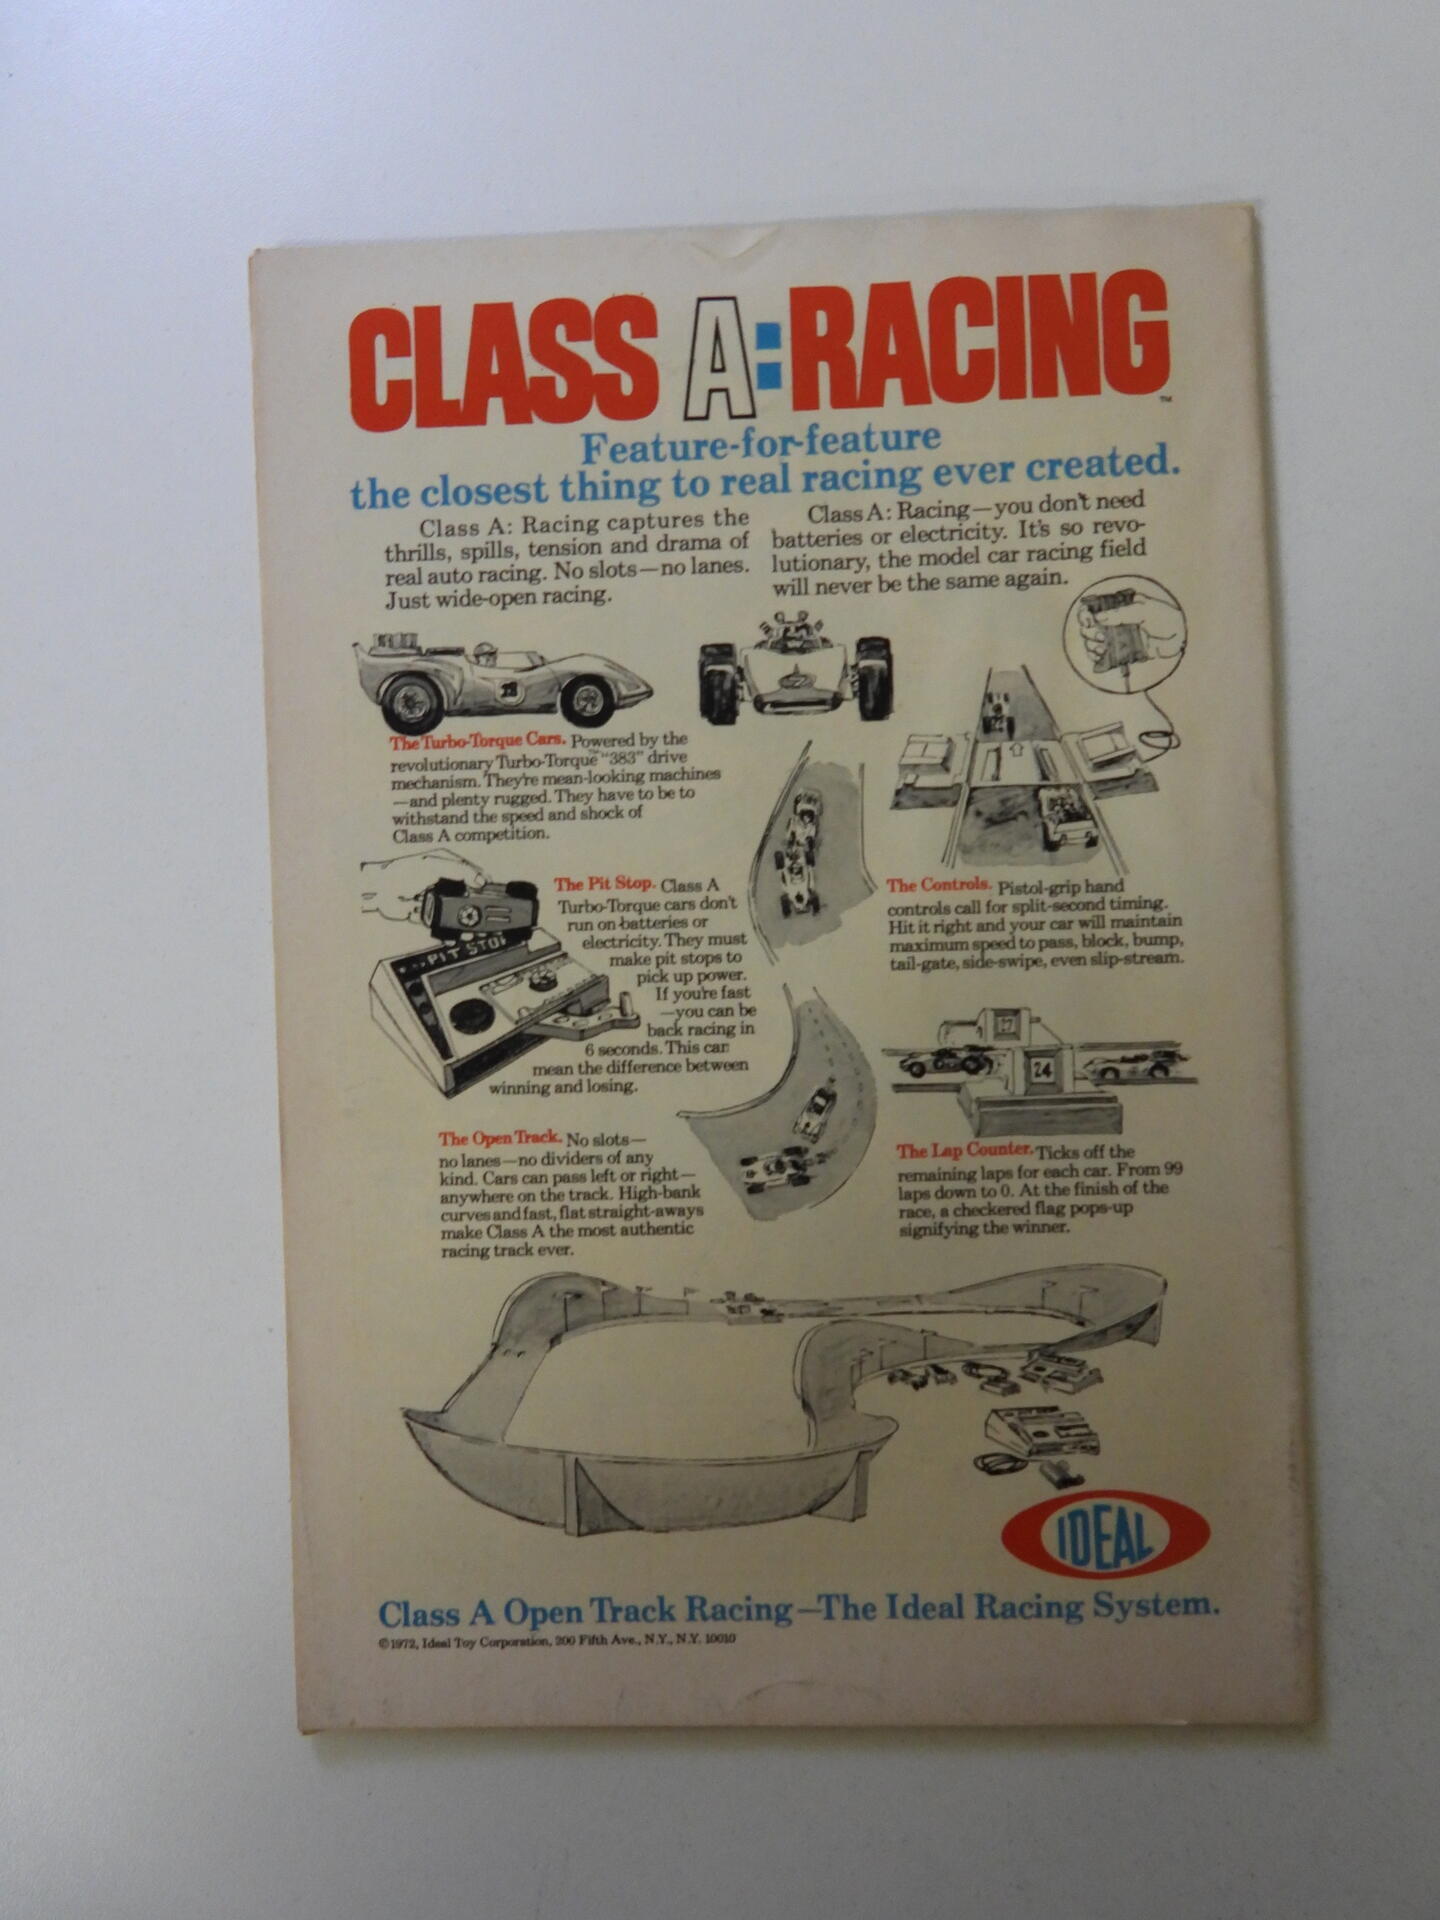 CLASS A: RACING
™
Feature-for-feature
the closest thing to real racing ever created.
Class A: Racing captures the
thrills, spills, tension and drama of
real auto racing. No slots—no lanes.
Just wide-open racing.
Class A: Racing—you don't need
batteries or electricity. It's so revo-
lutionary, the model car racing field
will never be the same again.
The Turbo-Torque Cars. Powered by the
revolutionary Turbo-Torque™ "383" drive
mechanism. They're mean-looking machines
—and plenty rugged. They have to be to
withstand the speed and shock of
Class A competition.
PIT STOP
The Pit Stop. Class A
Turbo-Torque cars don't
run on batteries or
electricity. They must
make pit stops to
pick up power.
If you're fast
—you can be
back racing in
6 seconds. This can
mean the difference between
winning and losing.
The Controls. Pistol-grip hand
controls call for split-second timing.
Hit it right and your car will maintain
maximum speed to pass, block, bump,
tail-gate, side-swipe, even slip-stream.
27
24
The Open Track. No slots—
no lanes—no dividers of any
kind. Cars can pass left or right—
anywhere on the track. High-bank
curves and fast, flat straight-aways
make Class A the most authentic
racing track ever.
The Lap Counter. Ticks off the
remaining laps for each car. From 99
laps down to 0. At the finish of the
race, a checkered flag pops-up
signifying the winner.
IDEAL
Class A Open Track Racing—The Ideal Racing System.
©1972, Ideal Toy Corporation, 200 Fifth Ave., N.Y., N.Y. 10010